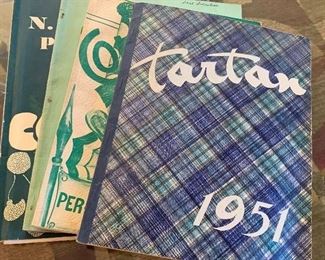 N.
P
PER
tartan
1951